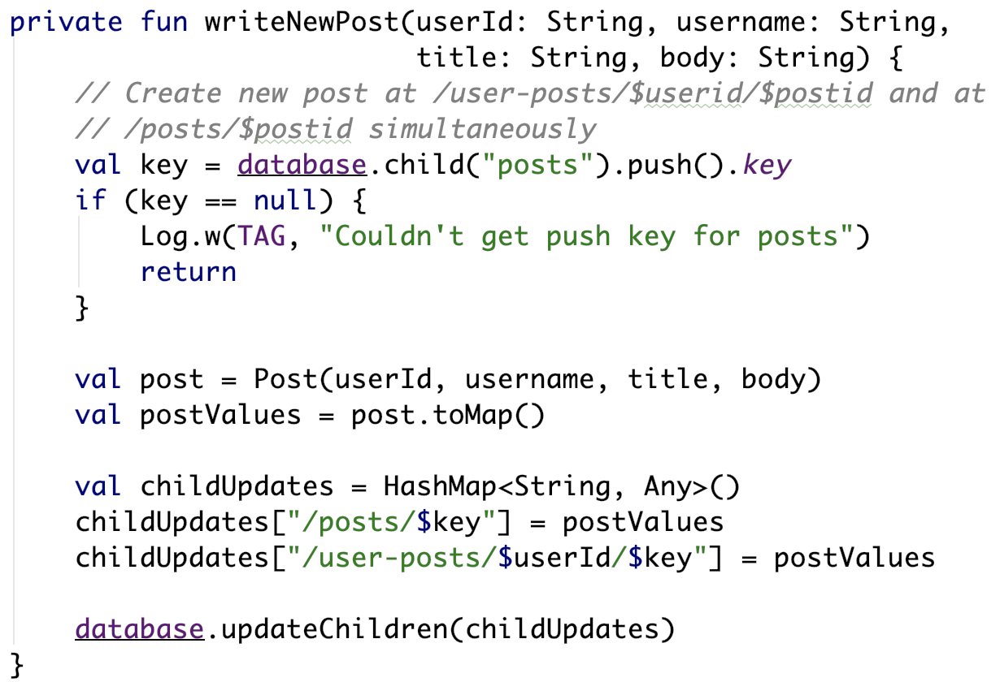 private fun writeNewPost(userId: String, username: String,
                         title: String, body: String) {
    // Create new post at /user-posts/$userid/$postid and at
    // /posts/$postid simultaneously
    val key = database.child("posts").push().key
    if (key == null) {
        Log.w(TAG, "Couldn't get push key for posts")
        return
    }

    val post = Post(userId, username, title, body)
    val postValues = post.toMap()

    val childUpdates = HashMap<String, Any>()
    childUpdates["/posts/$key"] = postValues
    childUpdates["/user-posts/$userId/$key"] = postValues

    database.updateChildren(childUpdates)
}